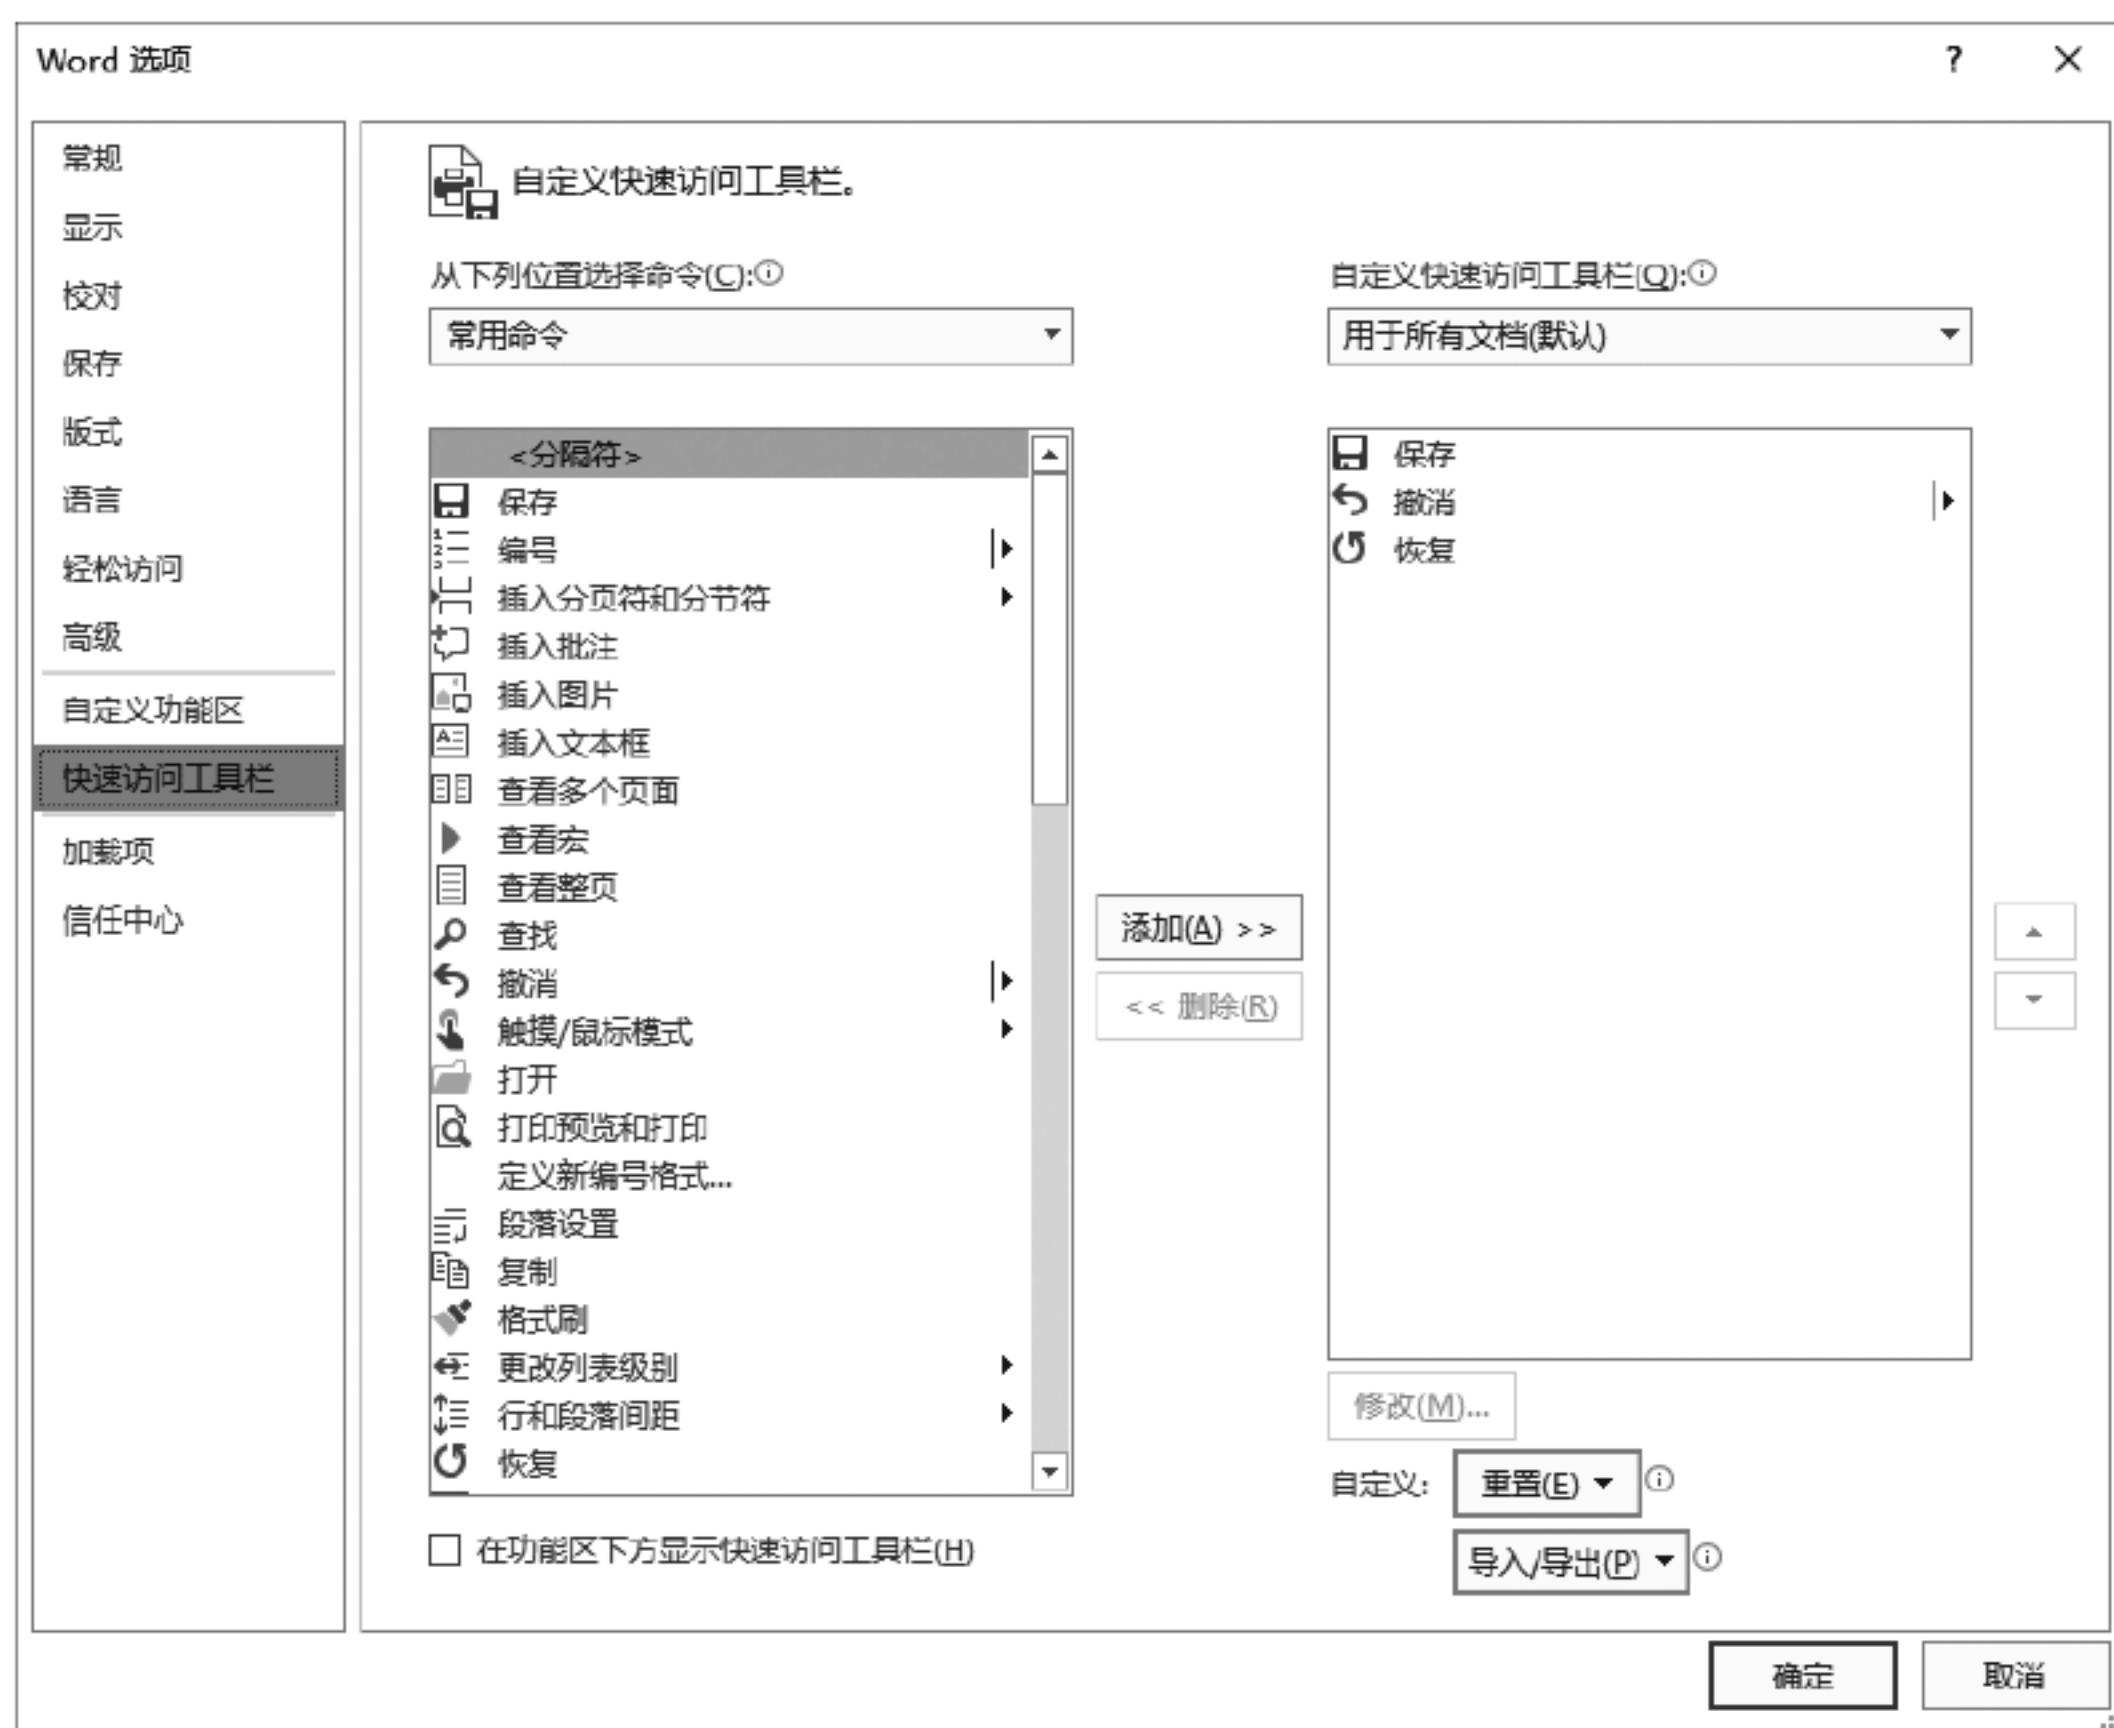 Word 选项
?
常规
显示
校对
保存
版式
语言
轻松访问
高级
自定义功能区
快速访问工具栏
加载项
信任中心
自定义快速访问工具栏。
从下列位置选择命令(C):
常用命令
<分隔符>
保存
编号
插入分页符和分节符
插入批注
插入图片
插入文本框
查看多个页面
查看宏
查看整页
查找
撤消
触摸/鼠标模式
打开
打印预览和打印
定义新编号格式...
段落设置
复制
格式刷
更改列表级别
行和段落间距
恢复
在功能区下方显示快速访问工具栏(H)
添加(A) >>
<< 删除(R)
自定义快速访问工具栏(Q):
用于所有文档(默认)
保存
撤消
恢复
修改(M)...
自定义:
重置(E)
导入/导出(P)
确定
取消